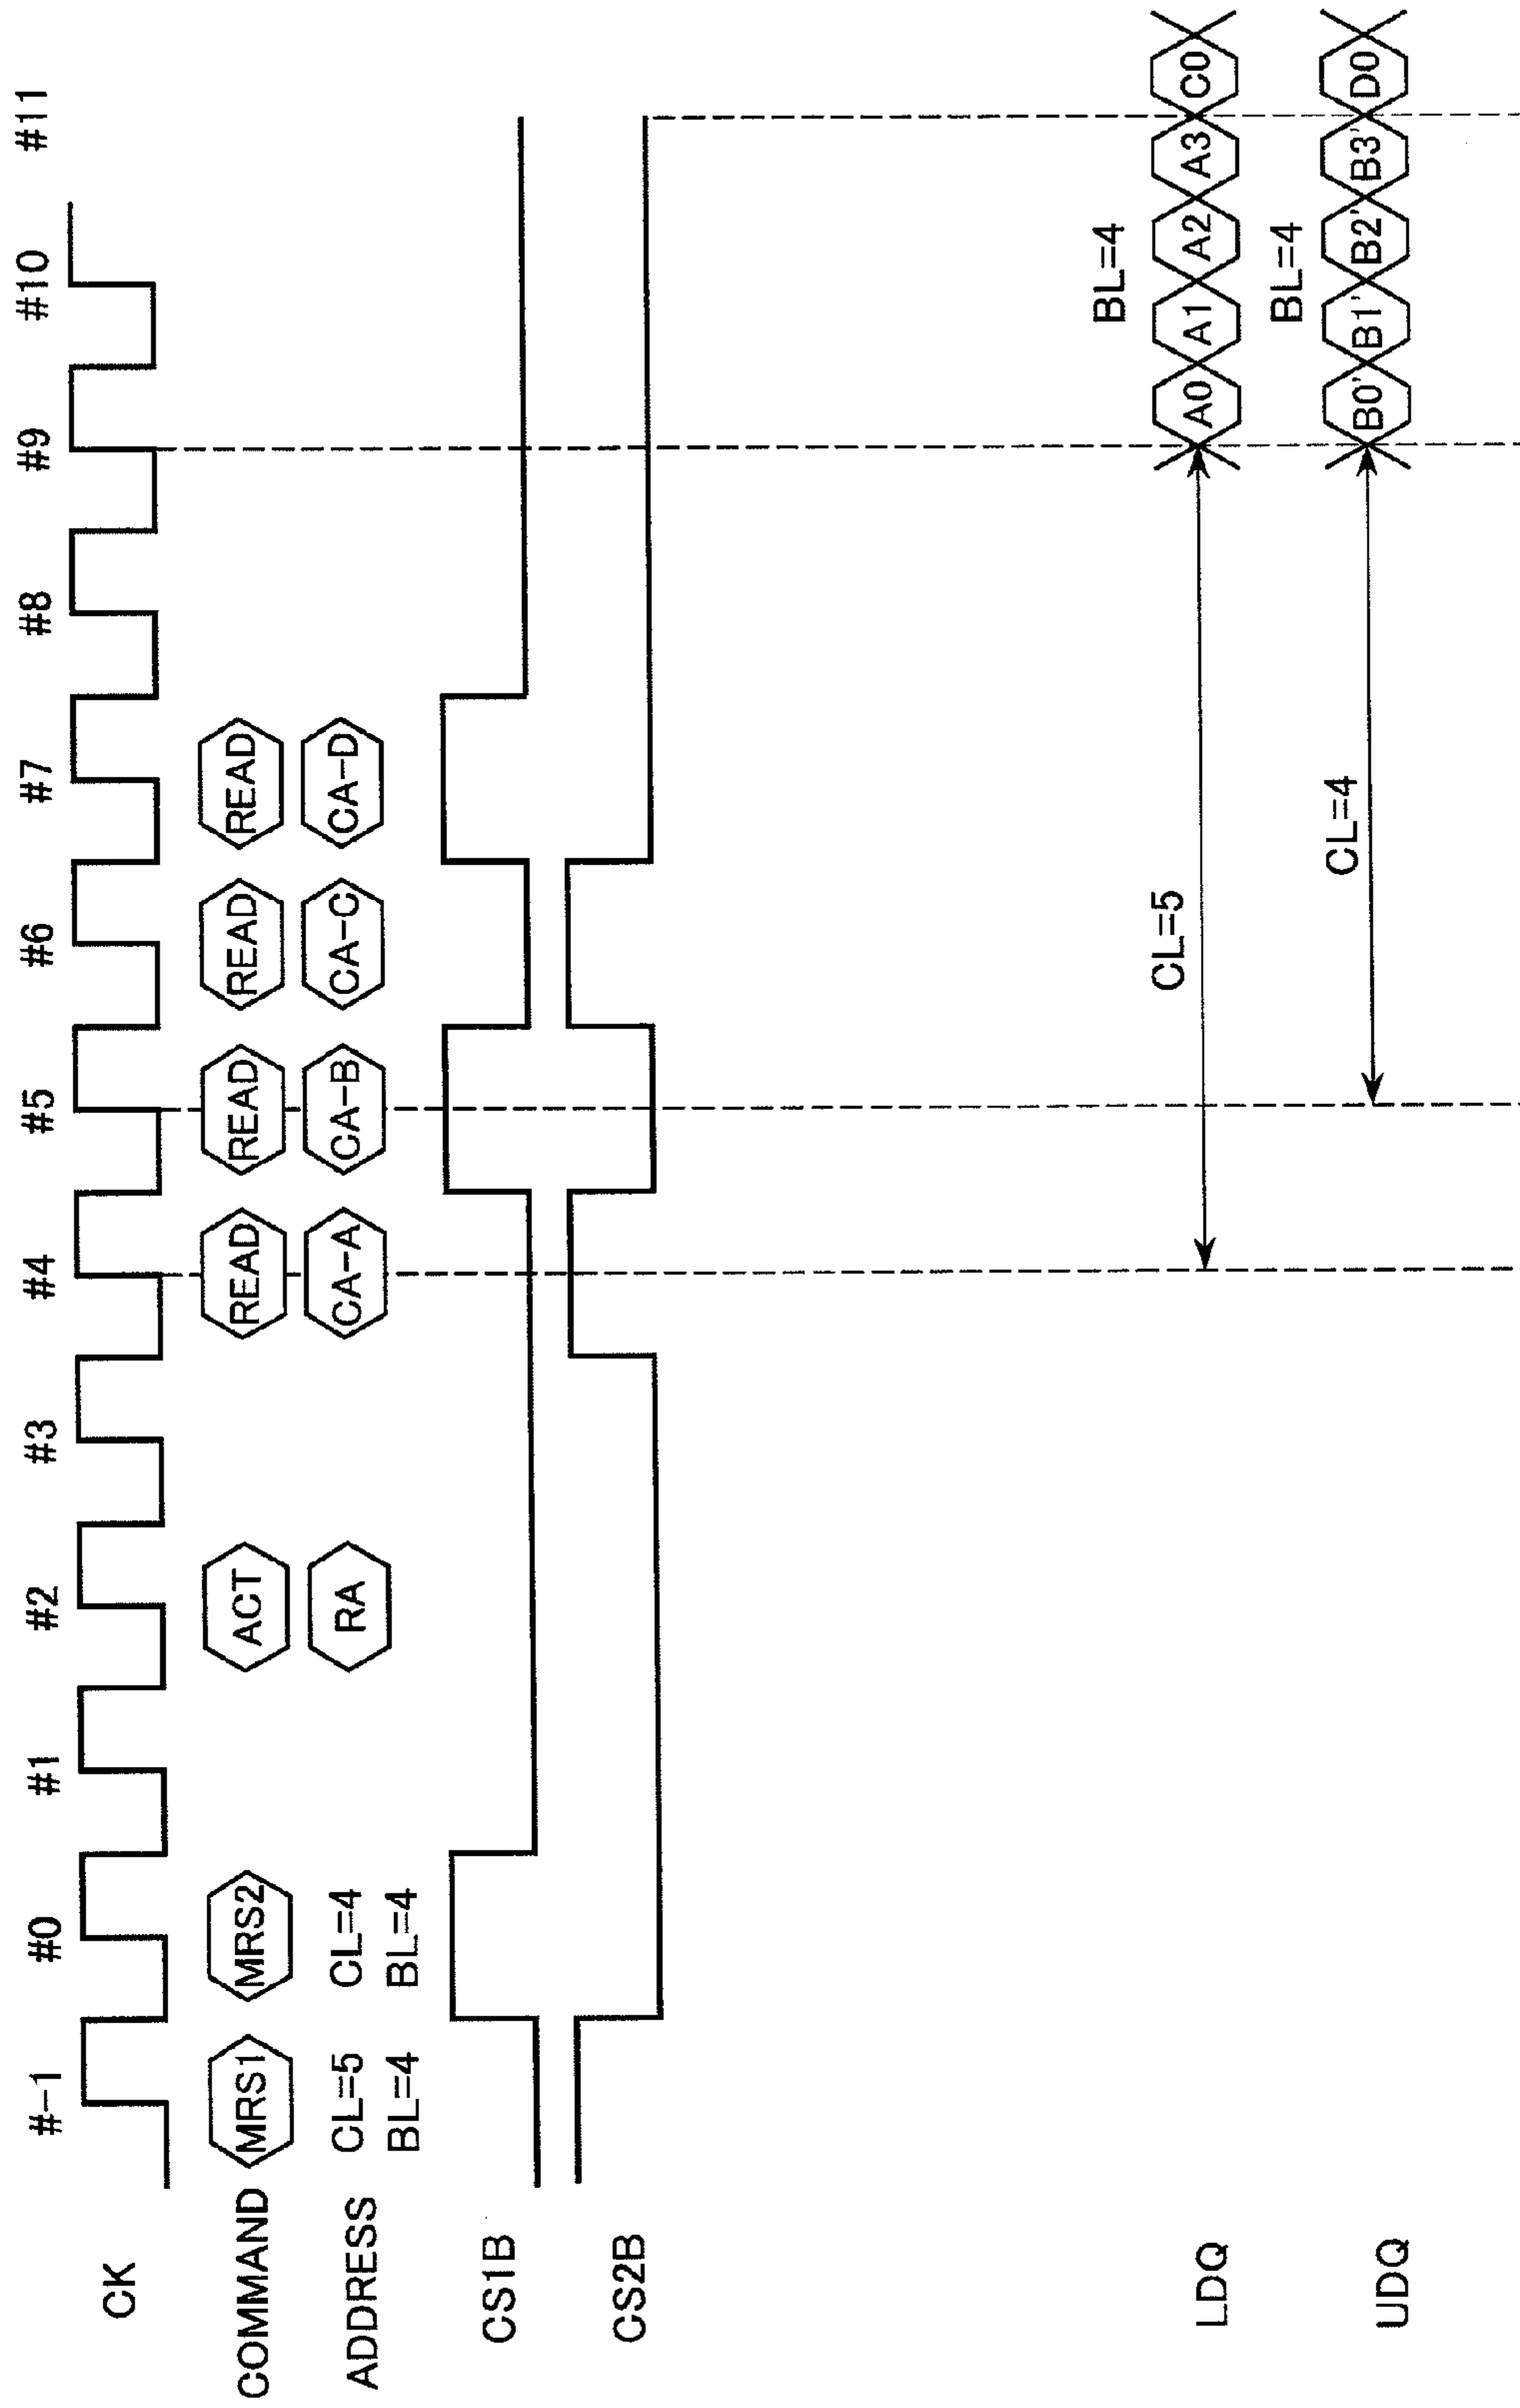 #-1 #0 #1 #2 #3 #4 #5 #6 #7 #8 #9 #10 #11
CK
COMMAND MRS1 MRS2 ACT READ READ READ READ
ADDRESS CL=5 CL=4 RA CA-A CA-B CA-C CA-D
BL=4 BL=4
CS1B
CS2B
BL=4
CL=5
LDQ A0 A1 A2 A3 C0
BL=4
CL=4
UDQ B0' B1' B2' B3' D0